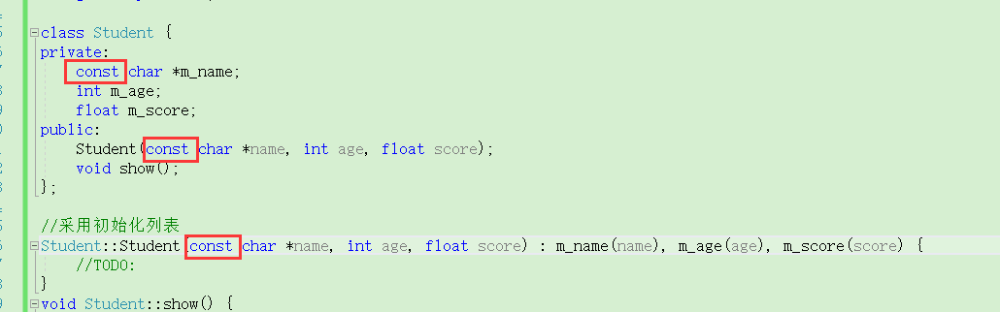 class Student {
private:
const char *m_name;
int m_age;
float m_score;
public:
Student(const char *name, int age, float score);
void show();
};
//采用初始化列表
Student::Student(const char *name, int age, float score) : m_name(name), m_age(age), m_score(score) {
//TODO:
}
void Student::show() {